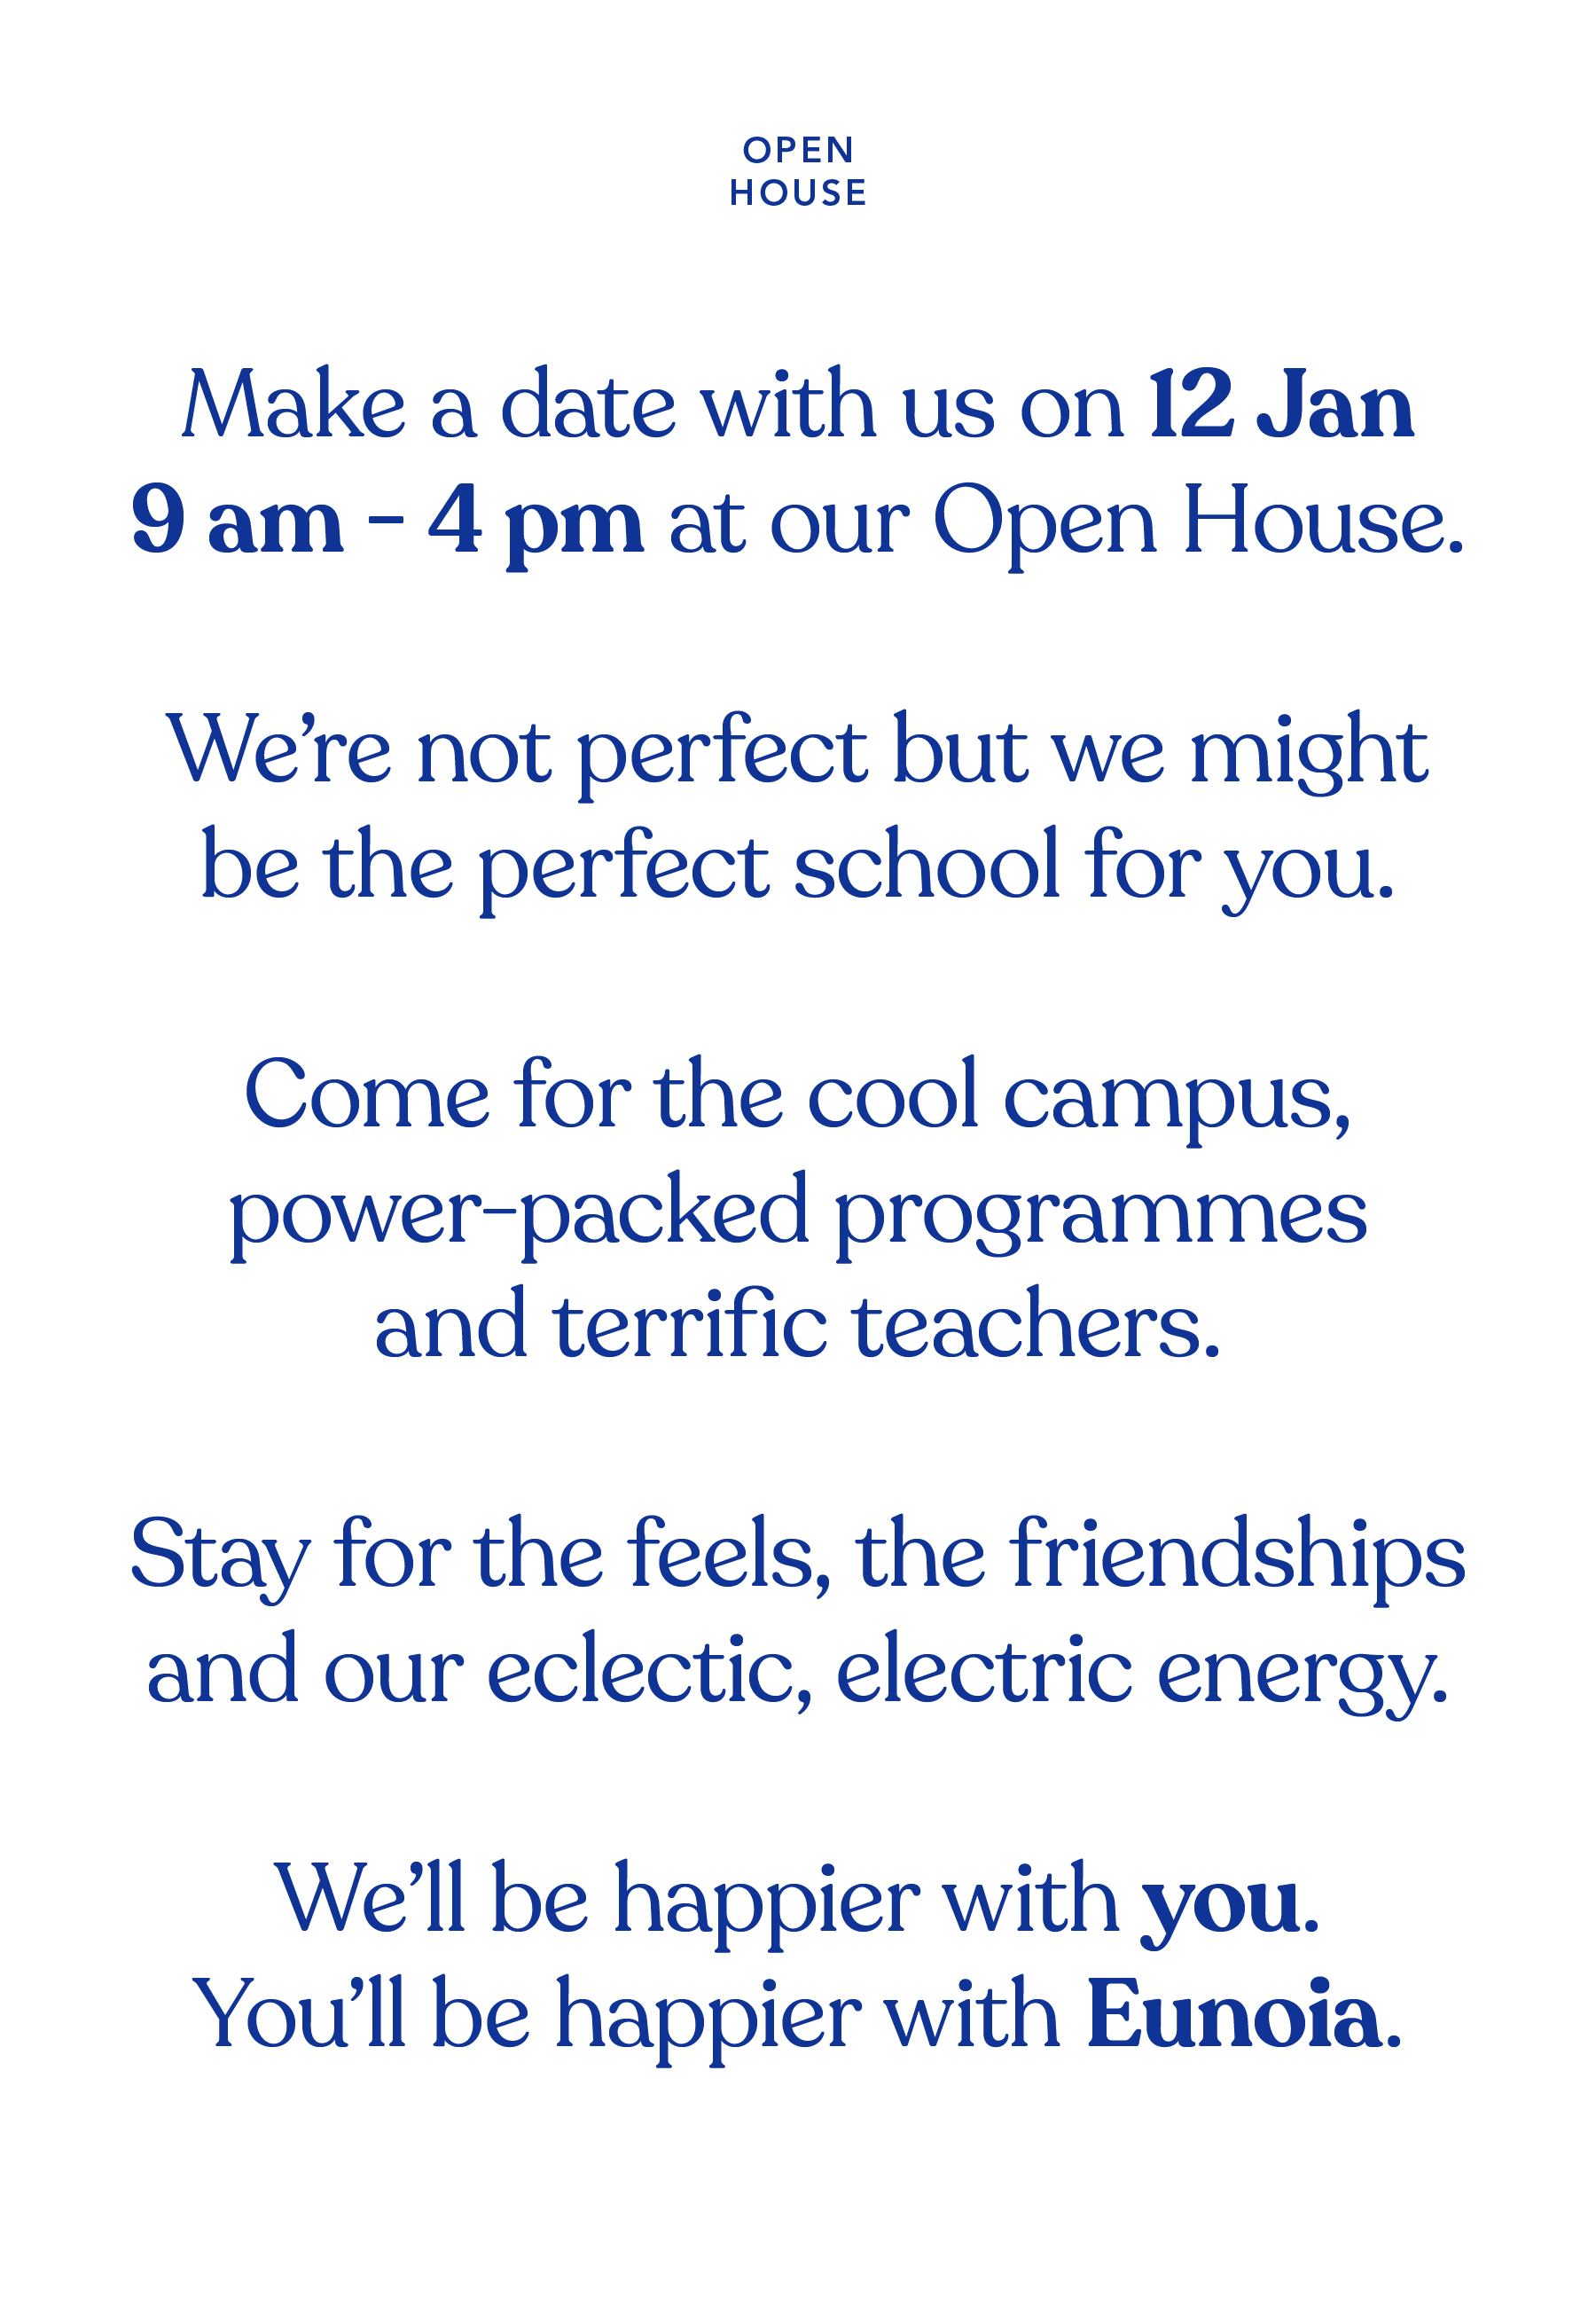 OPEN
HOUSE
Make a date with us on 12 Jan
9 am – 4 pm at our Open House.
We’re not perfect but we might
be the perfect school for you.
Come for the cool campus,
power-packed programmes
and terrific teachers.
Stay for the feels, the friendships
and our eclectic, electric energy.
We’ll be happier with you.
You’ll be happier with Eunoia.